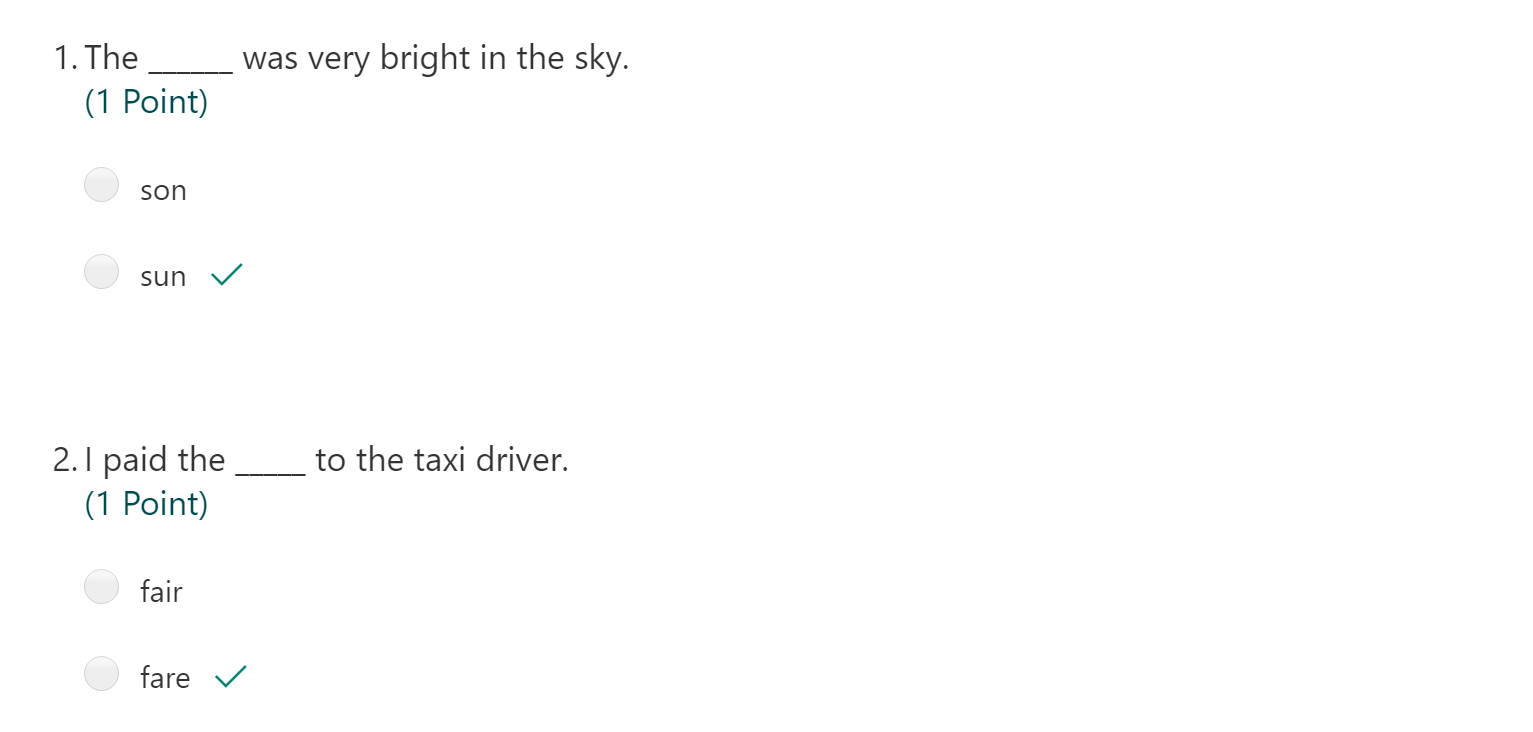 1. The ______ was very bright in the sky.
(1 Point)
son
sun
2. I paid the _____ to the taxi driver.
(1 Point)
fair
fare